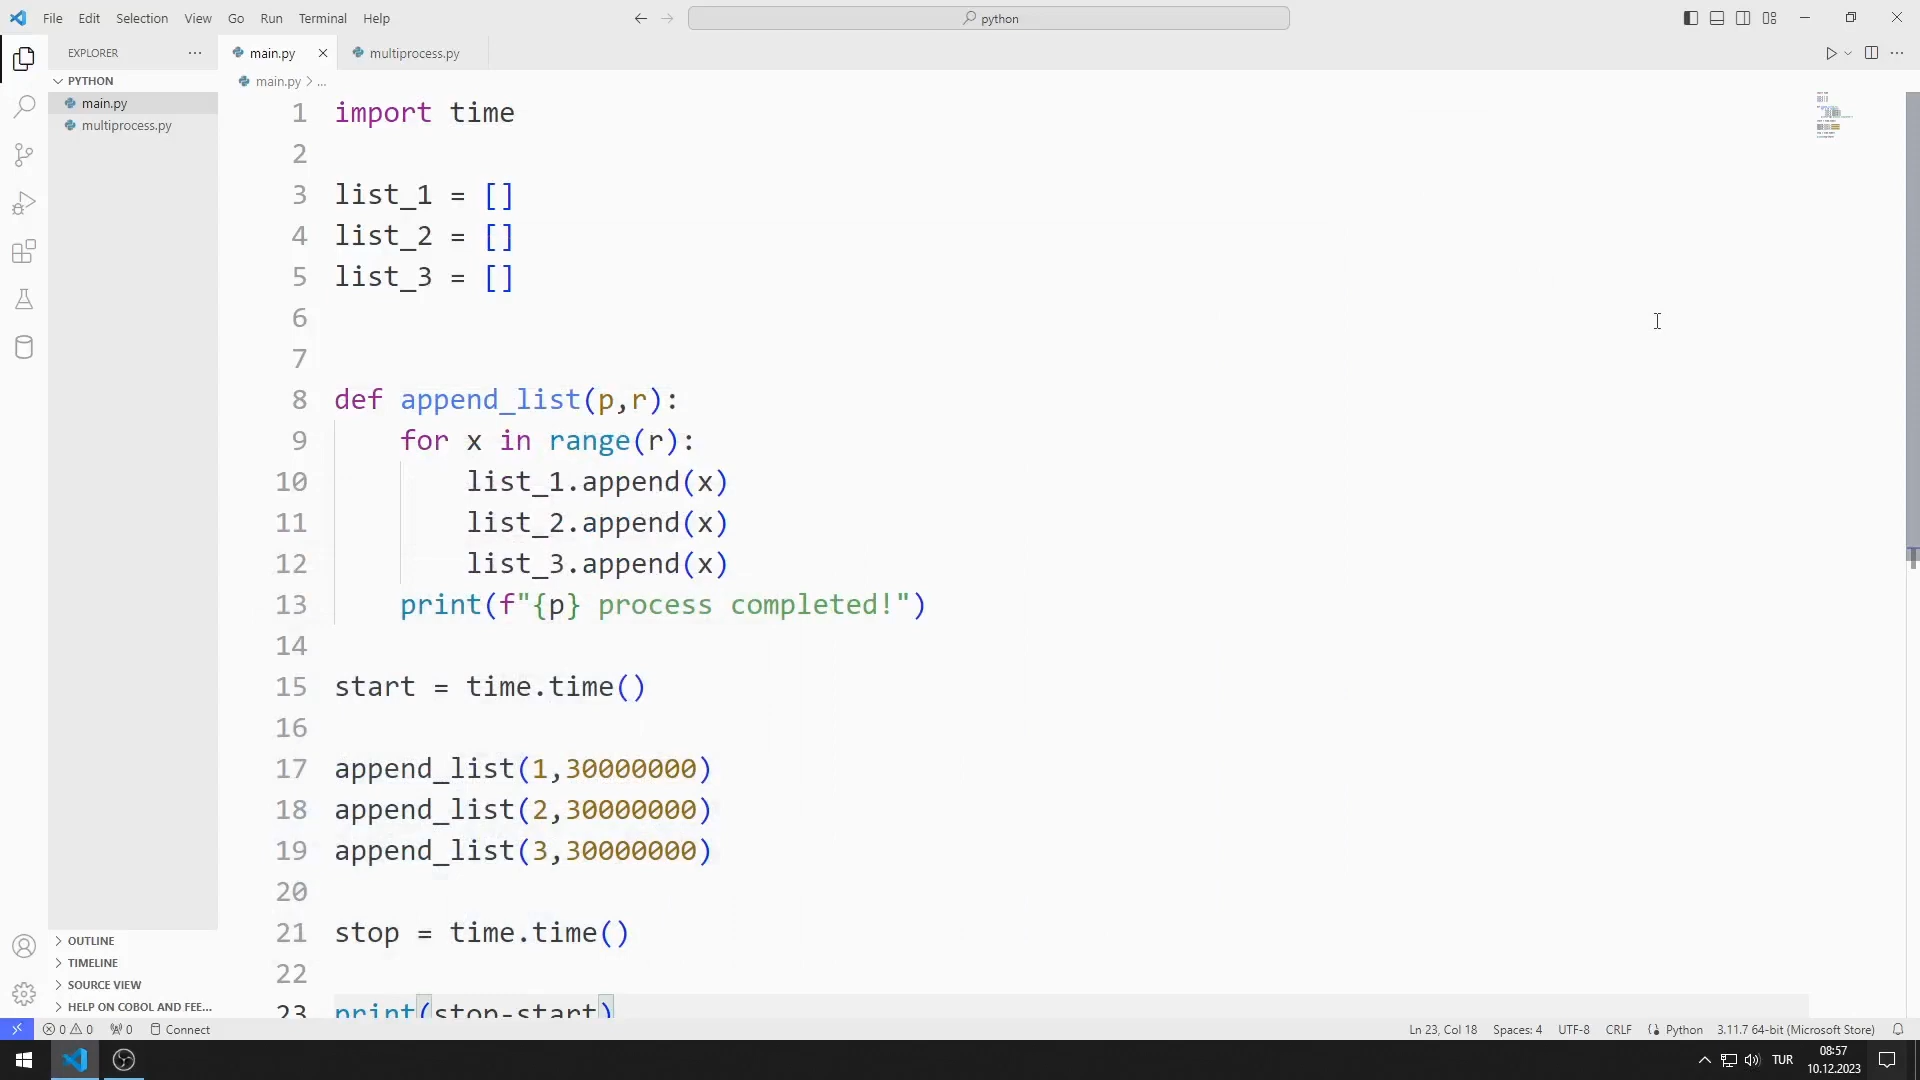 File Edit Selection View Go Run Terminal Help
python
EXPLORER
main.py
multiprocess.py
PYTHON
main.py
multiprocess.py
main.py > ...
1 import time
2
3 list_1 = []
4 list_2 = []
5 list_3 = []
6
7
8 def append_list(p,r):
9 for x in range(r):
10 list_1.append(x)
11 list_2.append(x)
12 list_3.append(x)
13 print(f"{p} process completed!")
14
15 start = time.time()
16
17 append_list(1,30000000)
18 append_list(2,30000000)
19 append_list(3,30000000)
20
21 stop = time.time()
22
23 print(stop-start)
OUTLINE
TIMELINE
SOURCE VIEW
HELP ON COBOL AND FEE...
0 0 0 Connect
Ln 23, Col 18 Spaces: 4 UTF-8 CRLF Python 3.11.7 64-bit (Microsoft Store)
TUR
08:57
10.12.2023